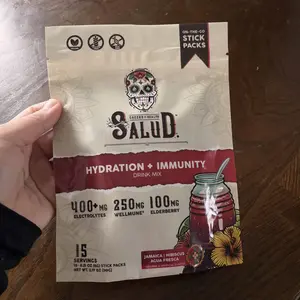 ON-THE-GO
STICK
PACKS
SALUD.
HYDRATION + IMMUNITY
DRINK MIX
400+MG
ELECTROLYTES
250MG
WELLMUNE®
100MG
ELDERBERRY
15
SERVINGS
JAMAICA | HIBISCUS
AGUA FRESCA